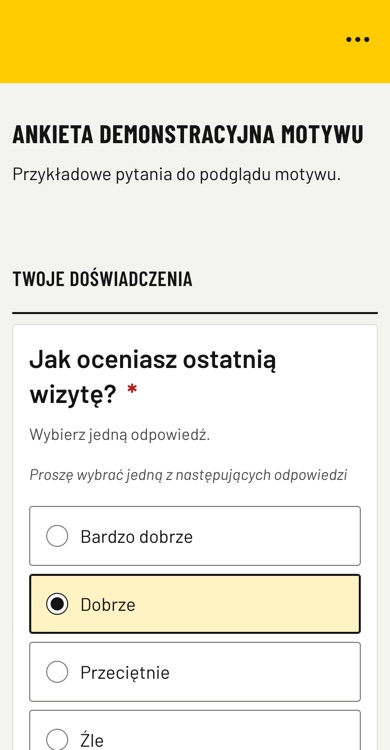 ANKIETA DEMONSTRACYJNA MOTYWU
Przykładowe pytania do podglądu motywu.
TWOJE DOŚWIADCZENIA
Jak oceniasz ostatnią
wizytę? *
Wybierz jedną odpowiedź.
Proszę wybrać jedną z następujących odpowiedzi
Bardzo dobrze
Dobrze
Przeciętnie
Źle